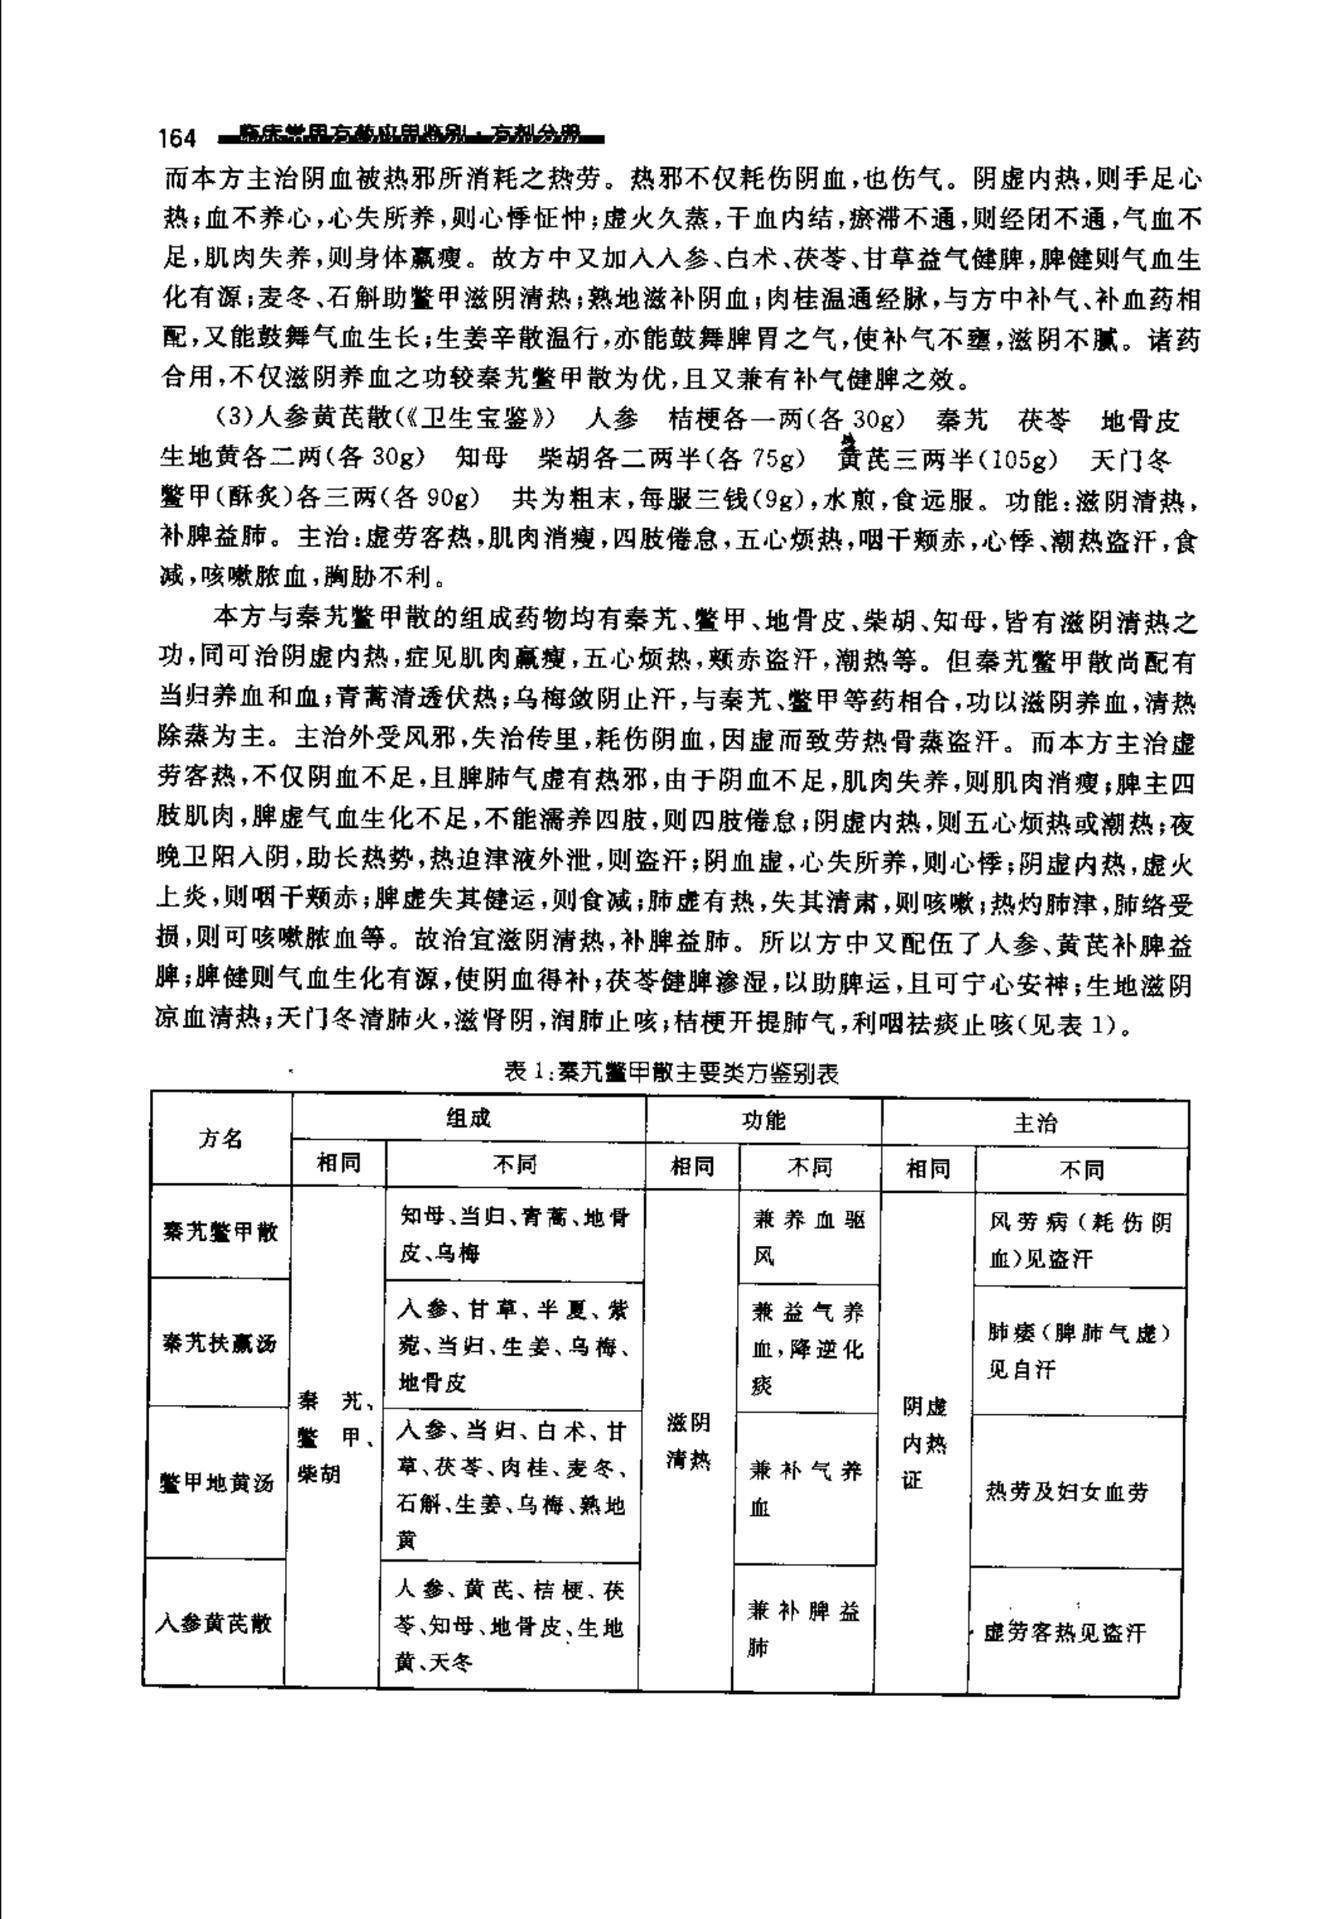 164 临床常用方药应用鉴别·方剂分册
而本方主治阴血被热邪所消耗之热劳。热邪不仅耗伤阴血,也伤气。阴虚内热,则手足心
热;血不养心,心失所养,则心悸怔忡;虚火久蒸,干血内结,瘀滞不通,则经闭不通,气血不
足,肌肉失养,则身体羸瘦。故方中又加入人参、白术、茯苓、甘草益气健脾,脾健则气血生
化有源;麦冬、石斛助鳖甲滋阴清热;熟地滋补阴血;肉桂温通经脉,与方中补气、补血药相
配,又能鼓舞气血生长;生姜辛散温行,亦能鼓舞脾胃之气,使补气不壅,滋阴不腻。诸药
合用,不仅滋阴养血之功较秦艽鳖甲散为优,且又兼有补气健脾之效。
(3)人参黄芪散(《卫生宝鉴》) 人参 桔梗各一两(各 30g) 秦艽 茯苓 地骨皮
生地黄各二两(各 30g) 知母 柴胡各二两半(各 75g) 黄芪三两半(105g) 天门冬
鳖甲(酥炙)各三两(各 90g) 共为粗末,每服三钱(9g),水煎,食远服。功能:滋阴清热,
补脾益肺。主治:虚劳客热,肌肉消瘦,四肢倦怠,五心烦热,咽干颊赤,心悸、潮热盗汗,食
减,咳嗽脓血,胸胁不利。
本方与秦艽鳖甲散的组成药物均有秦艽、鳖甲、地骨皮、柴胡、知母,皆有滋阴清热之
功,同可治阴虚内热,症见肌肉羸瘦,五心烦热,颊赤盗汗,潮热等。但秦艽鳖甲散尚配有
当归养血和血;青蒿清透伏热;乌梅敛阴止汗,与秦艽、鳖甲等药相合,功以滋阴养血,清热
除蒸为主。主治外受风邪,失治传里,耗伤阴血,因虚而致劳热骨蒸盗汗。而本方主治虚
劳客热,不仅阴血不足,且脾肺气虚有热邪,由于阴血不足,肌肉失养,则肌肉消瘦;脾主四
肢肌肉,脾虚气血生化不足,不能濡养四肢,则四肢倦怠;阴虚内热,则五心烦热或潮热;夜
晚卫阳入阴,助长热势,热迫津液外泄,则盗汗;阴血虚,心失所养,则心悸;阴虚内热,虚火
上炎,则咽干颊赤;脾虚失其健运,则食减;肺虚有热,失其清肃,则咳嗽;热灼肺津,肺络受
损,则可咳嗽脓血等。故治宜滋阴清热,补脾益肺。所以方中又配伍了人参、黄芪补脾益
脾;脾健则气血生化有源,使阴血得补;茯苓健脾渗湿,以助脾运,且可宁心安神;生地滋阴
凉血清热;天门冬清肺火,滋肾阴,润肺止咳;桔梗开提肺气,利咽祛痰止咳(见表 1)。
表 1:秦艽鳖甲散主要类方鉴别表
方名 组成 功能 主治
相同 不同 相同 不同 相同 不同
秦艽鳖甲散
秦艽、
鳖甲、
柴胡
知母、当归、青蒿、地骨
皮、乌梅
滋阴
清热
兼养血驱
风
阴虚
内热
证
风劳病(耗伤阴
血)见盗汗
秦艽扶羸汤
人参、甘草、半夏、紫
菀、当归、生姜、乌梅、
地骨皮
兼益气养
血,降逆化
痰
肺痿(脾肺气虚)
见自汗
鳖甲地黄汤
人参、当归、白术、甘
草、茯苓、肉桂、麦冬、
石斛、生姜、乌梅、熟地
黄
兼补气养
血
热劳及妇女血劳
人参黄芪散
人参、黄芪、桔梗、茯
苓、知母、地骨皮、生地
黄、天冬
兼补脾益
肺
虚劳客热见盗汗